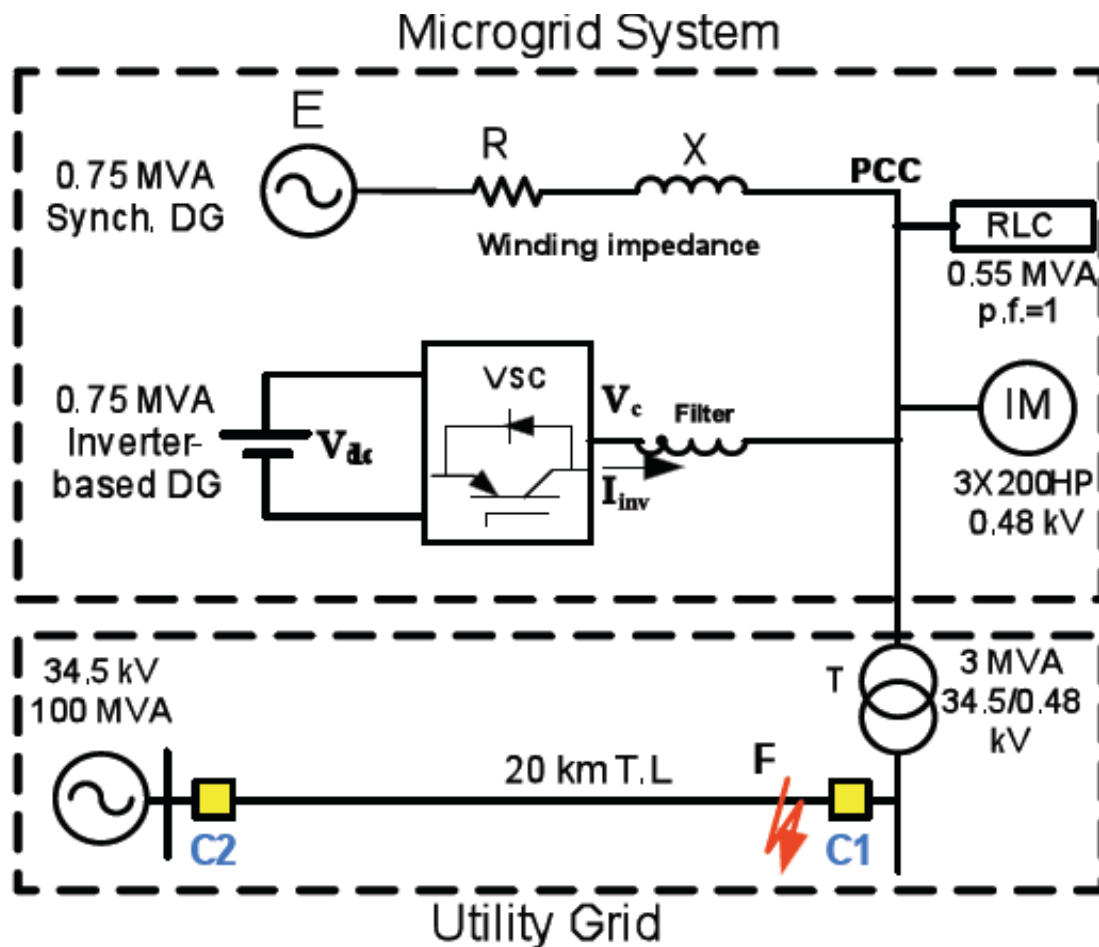 Microgrid System
E
0.75 MVA
Synch. DG
R
X
PCC
Winding impedance
RLC
0.55 MVA
p.f.=1
0.75 MVA
Inverter-
based DG
Vdc
VSC
Vc
Filter
Iinv
IM
3X200HP
0.48 kV
34.5 kV
100 MVA
T
3 MVA
34.5/0.48
kV
20 km T.L
F
C2
C1
Utility Grid